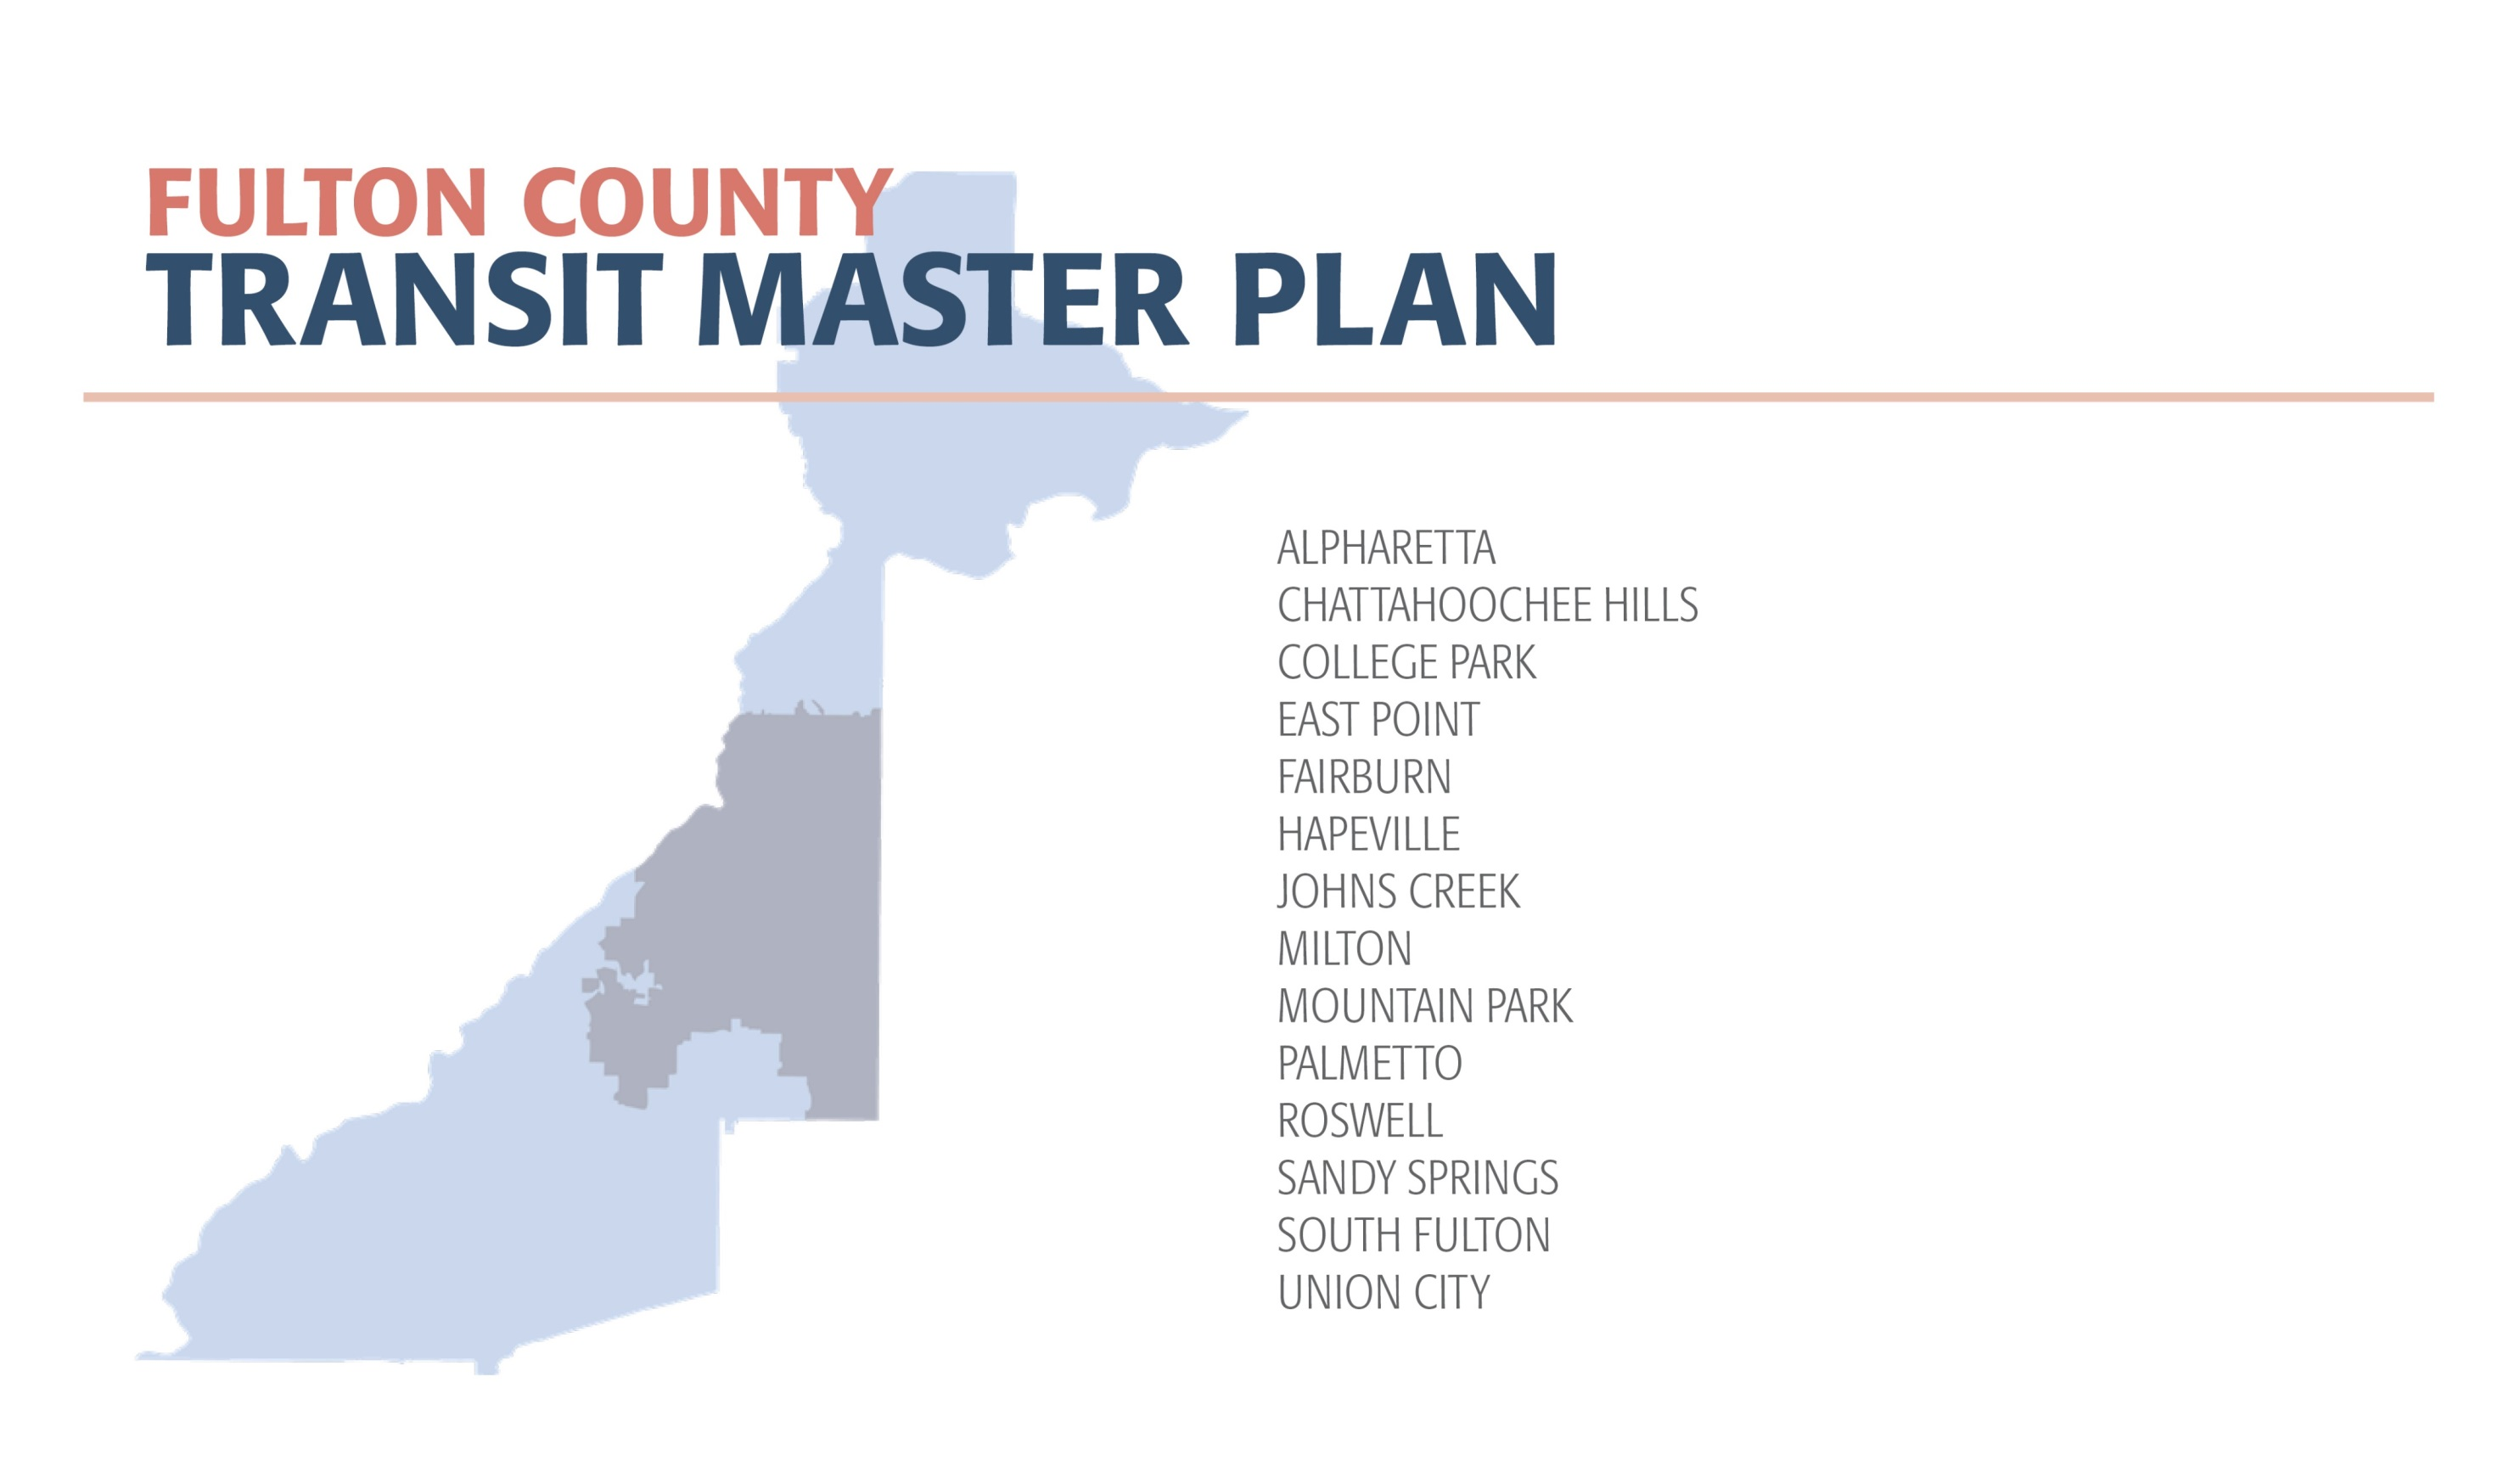 FULTON COUNTY
TRANSIT MASTER PLAN
ALPHARETTA
CHATTAHOOCHEE HILLS
COLLEGE PARK
EAST POINT
FAIRBURN
HAPEVILLE
JOHNS CREEK
MILTON
MOUNTAIN PARK
PALMETTO
ROSWELL
SANDY SPRINGS
SOUTH FULTON
UNION CITY